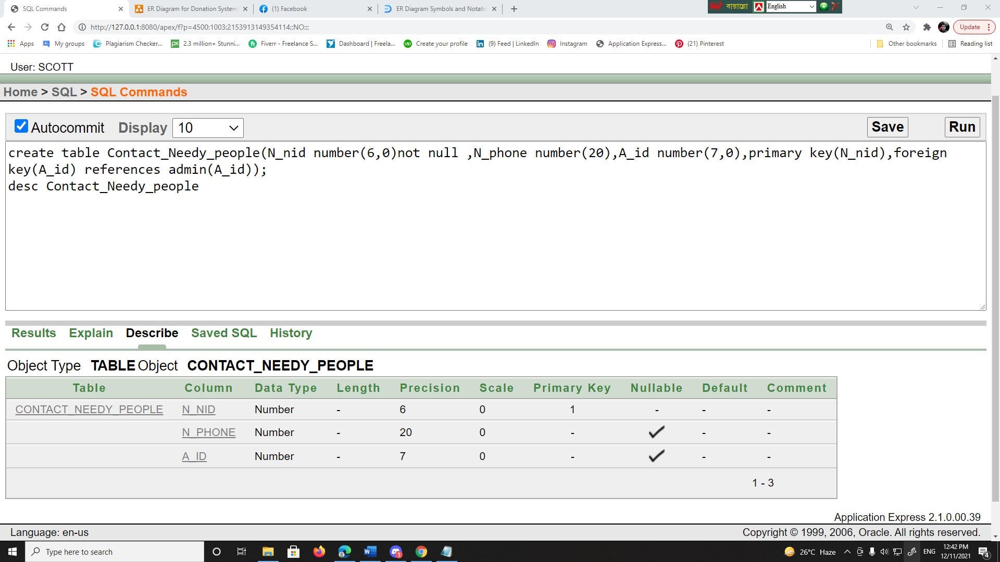 SQL Commands
ER Diagram for Donation System
(1) Facebook
ER Diagram Symbols and Notatic
বায়ান্নো
English
http://127.0.0.1:8080/apex/f?p=4500:1003:2153913149354114::NO:::
Update
Apps
My groups
Plagiarism Checker...
2.3 million+ Stunni...
Fiverr - Freelance S...
Dashboard | Freela...
Create your profile
(9) Feed | LinkedIn
Instagram
Application Express...
(21) Pinterest
Other bookmarks
Reading list
User: SCOTT
Home > SQL > SQL Commands
Autocommit Display 10 Save Run
create table Contact_Needy_people(N_nid number(6,0)not null ,N_phone number(20),A_id number(7,0),primary key(N_nid),foreign
key(A_id) references admin(A_id));
desc Contact_Needy_people
Results Explain Describe Saved SQL History
Object Type TABLE Object CONTACT_NEEDY_PEOPLE
Table Column Data Type Length Precision Scale Primary Key Nullable Default Comment
CONTACT_NEEDY_PEOPLE N_NID Number - 6 0 1 - - -
N_PHONE Number - 20 0 - - -
A_ID Number - 7 0 - - -
1 - 3
Application Express 2.1.0.00.39
Language: en-us Copyright © 1999, 2006, Oracle. All rights reserved.
Type here to search
26°C Haze
ENG
12:42 PM
12/11/2021
4